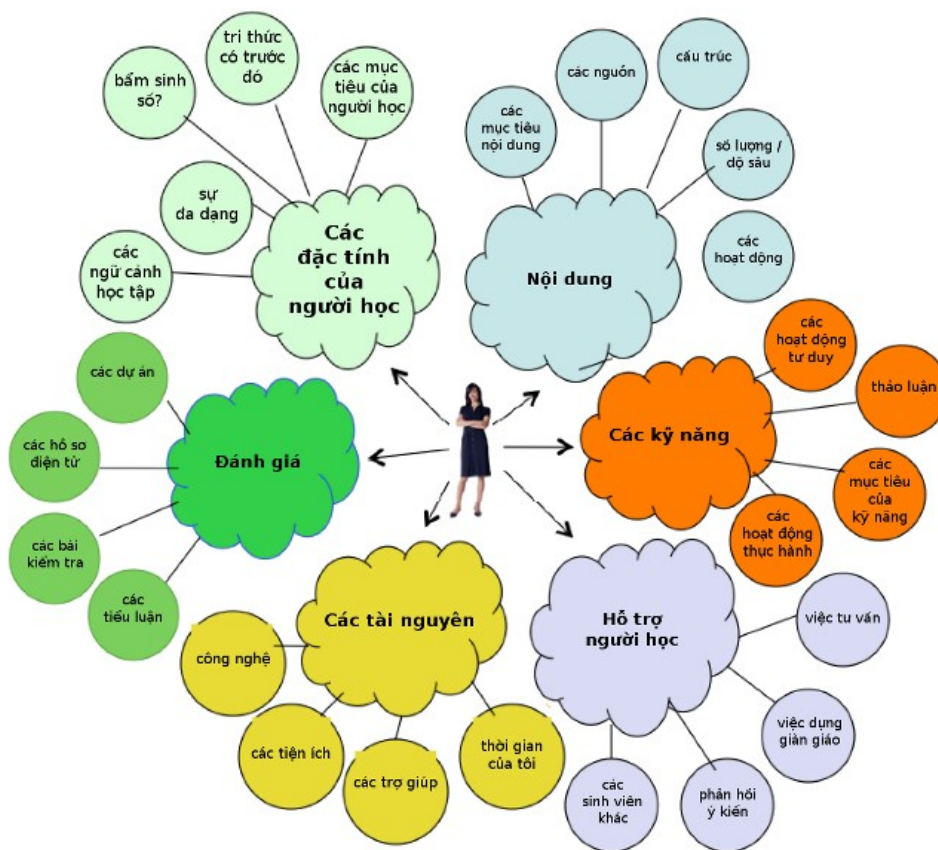 bẩm sinh
số?
tri thức
có trước
đó
các mục
tiêu của
người học
sự
đa dạng
các
ngữ cảnh
học tập
Các
đặc tính
của
người học
các
mục tiêu
nội dung
các nguồn
cấu trúc
số lượng /
độ sâu
các
hoạt động
Nội dung
các
hoạt động
tư duy
thảo luận
các
mục tiêu
của
kỹ năng
các
hoạt động
thực hành
Các kỹ năng
các dự án
các hồ sơ
điện tử
các bài
kiểm tra
các
tiểu luận
Đánh giá
Các tài nguyên
công nghệ
các tiện ích
các trợ giúp
thời gian
của tôi
Hỗ trợ
người học
việc tư vấn
việc dựng
giàn giáo
phản hồi
ý kiến
các
sinh viên
khác